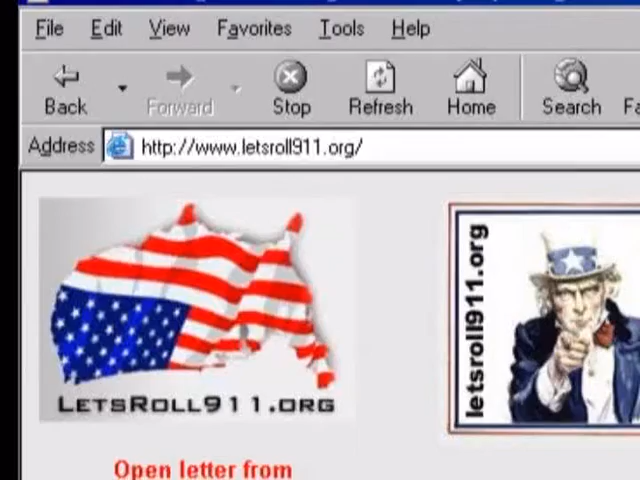 File Edit View Favorites Tools Help
Back Forward Stop Refresh Home Search
Address http://www.letsroll911.org/
letsroll911.org
LETSROLL911.ORG
Open letter from